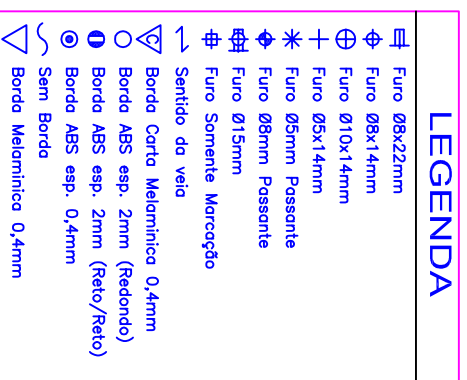 LEGENDA
Furo Ø8x22mm
Furo Ø8x14mm
Furo Ø10x14mm
Furo Ø5x14mm
Furo Ø5mm Passante
Furo Ø8mm Passante
Furo Ø15mm
Furo Somente Marcação
Sentido da veia
Borda Carta Melaminica 0,4mm
Borda ABS esp. 2mm (Redondo)
Borda ABS esp. 2mm (Reto/Reto)
Borda ABS esp. 0,4mm
Sem Borda
Borda Melaminica 0,4mm